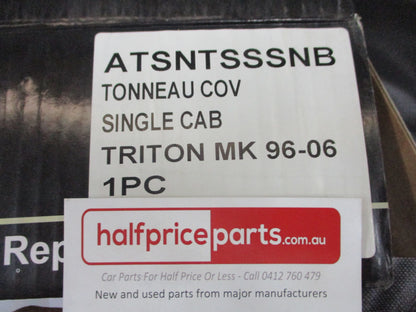 ATSNTSSSNB
TONNEAU COV
SINGLE CAB
TRITON MK 96-06
1PC
Rep
halfpriceparts.com.au
Car Parts For Half Price Or Less - Call 0412 760 479
New and used parts from major manufacturers